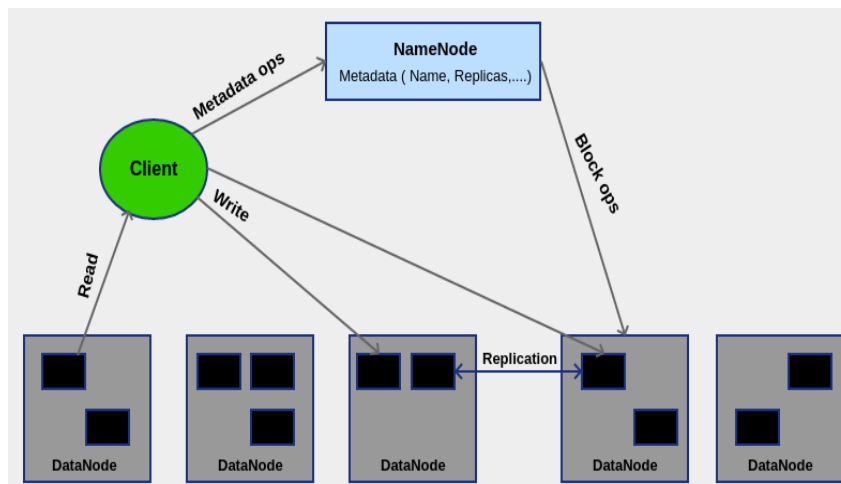 NameNode
Metadata ( Name, Replicas,....)
Metadata ops
Client
Block ops
Write
Read
Replication
DataNode
DataNode
DataNode
DataNode
DataNode